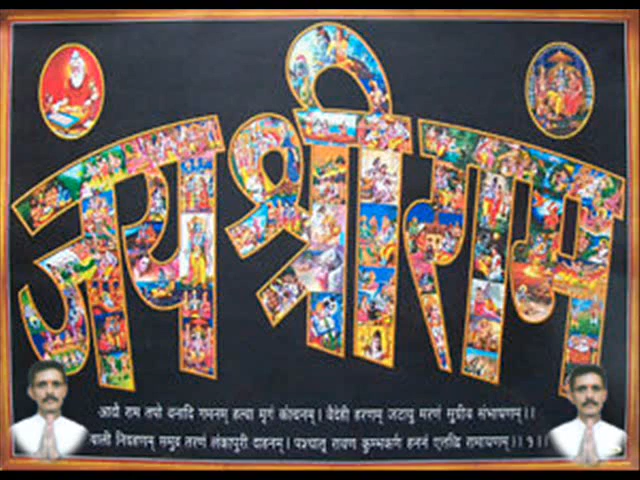 जय श्रीराम
आदौ राम तपो वनादि गमनम् हत्वा मृगं कांचनम्। वैदेही हरणम् जटायु मरणं सुग्रीव संभाषणम्।।
वाली निग्रहणम् समुद्र तरणं लंकापुरी दाहनम्। पश्चात् रावण कुम्भकर्ण हननं एतद्धि रामायणम्।। १।।